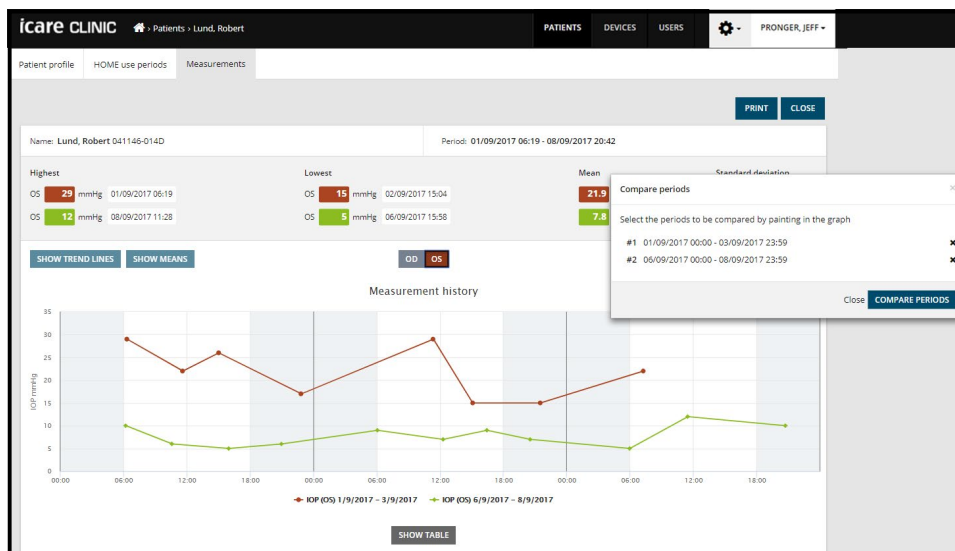 icare CLINIC › Patients › Lund, Robert PATIENTS DEVICES USERS PRONGER, JEFF
Patient profile HOME use periods Measurements
PRINT CLOSE
Name: Lund, Robert 041146-014D Period: 01/09/2017 06:19 - 08/09/2017 20:42
Highest Lowest Mean Standard deviation
OS 29 mmHg 01/09/2017 06:19 OS 15 mmHg 02/09/2017 15:04 21.9
OS 12 mmHg 08/09/2017 11:28 OS 5 mmHg 06/09/2017 15:58 7.8
Compare periods ×
Select the periods to be compared by painting in the graph
#1 01/09/2017 00:00 - 03/09/2017 23:59 ×
#2 06/09/2017 00:00 - 08/09/2017 23:59 ×
Close COMPARE PERIODS
SHOW TREND LINES SHOW MEANS OD OS
Measurement history
IOP mmHg
35
30
25
20
15
10
5
0
00:00 06:00 12:00 18:00 00:00 06:00 12:00 18:00 00:00 06:00 12:00 18:00
IOP (OS) 1/9/2017 – 3/9/2017 IOP (OS) 6/9/2017 – 8/9/2017
SHOW TABLE